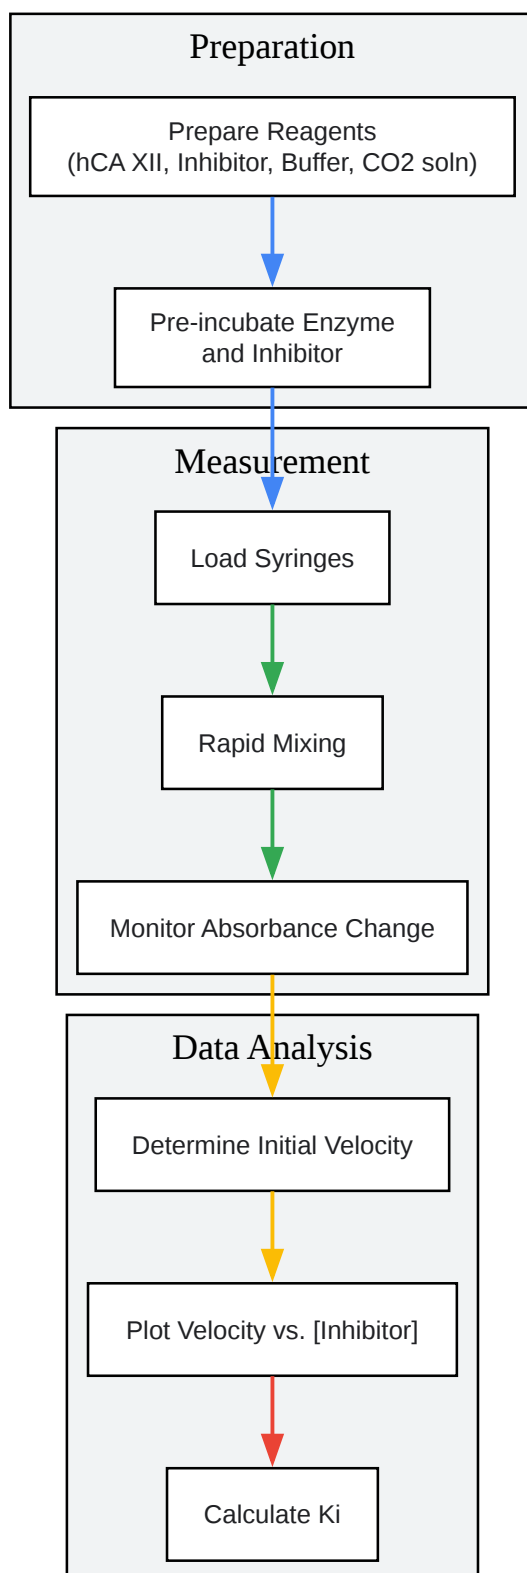 Preparation
Prepare Reagents
(hCA XII, Inhibitor, Buffer, CO2 soln)
Pre-incubate Enzyme
and Inhibitor
Measurement
Load Syringes
Rapid Mixing
Monitor Absorbance Change
Data Analysis
Determine Initial Velocity
Plot Velocity vs. [Inhibitor]
Calculate Ki